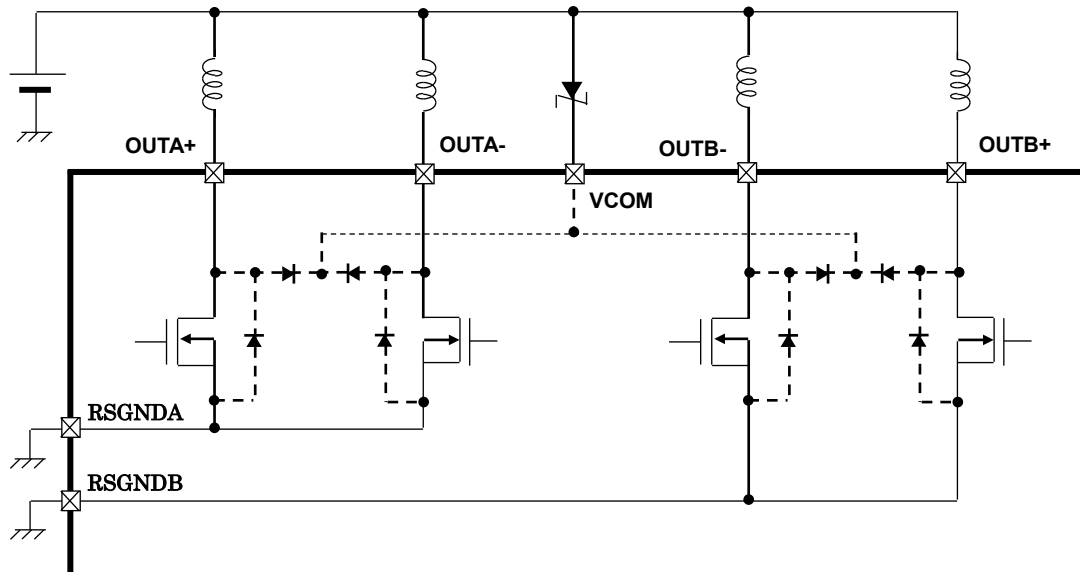 OUTA+
OUTA-
OUTB-
OUTB+
VCOM
RSGNDA
RSGNDB